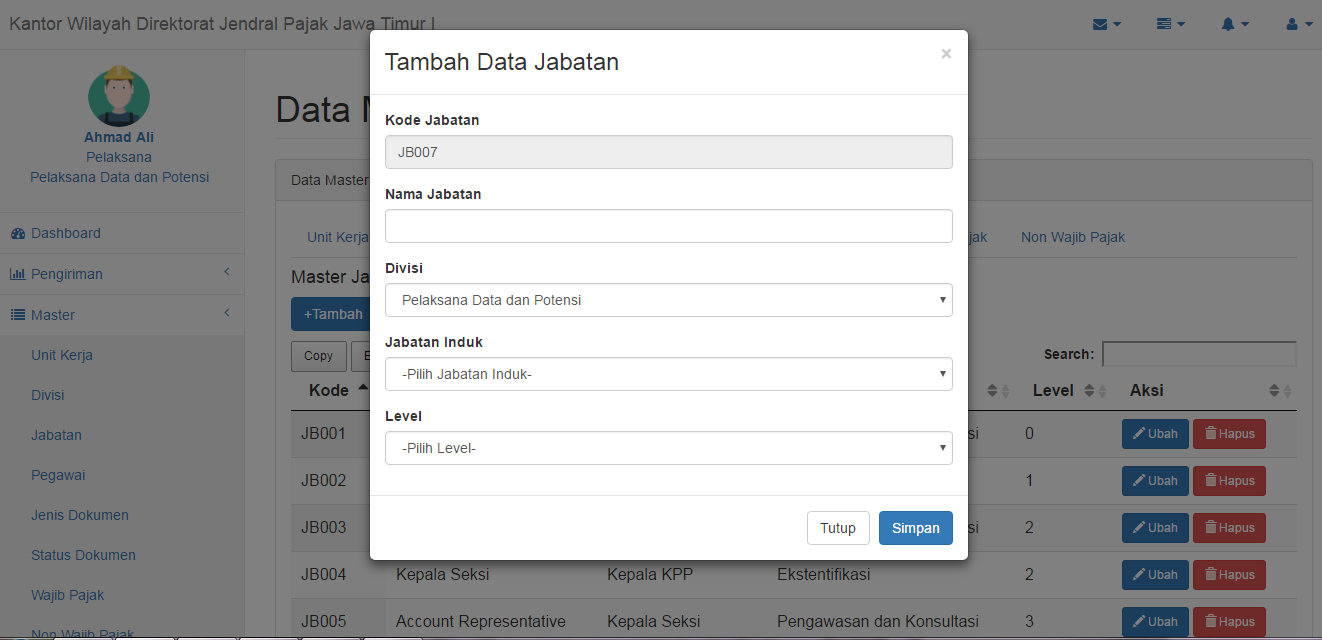 Kantor Wilayah Direktorat Jendral Pajak Jawa Timur I
Ahmad Ali
Pelaksana
Pelaksana Data dan Potensi
Dashboard
Pengiriman
Master
Unit Kerja
Divisi
Jabatan
Pegawai
Jenis Dokumen
Status Dokumen
Wajib Pajak
Non Wajib Pajak
Data
Data Master
Unit Kerja
jak
Non Wajib Pajak
Master Ja
+Tambah
Copy
Search:
Kode
Level
Aksi
JB001
si
0
Ubah
Hapus
JB002
1
Ubah
Hapus
JB003
si
2
Ubah
Hapus
JB004
Kepala Seksi
Kepala KPP
Ekstentifikasi
2
Ubah
Hapus
JB005
Account Representative
Kepala Seksi
Pengawasan dan Konsultasi
3
Ubah
Hapus
Tambah Data Jabatan
×
Kode Jabatan
JB007
Nama Jabatan
Divisi
Pelaksana Data dan Potensi
Jabatan Induk
-Pilih Jabatan Induk-
Level
-Pilih Level-
Tutup
Simpan